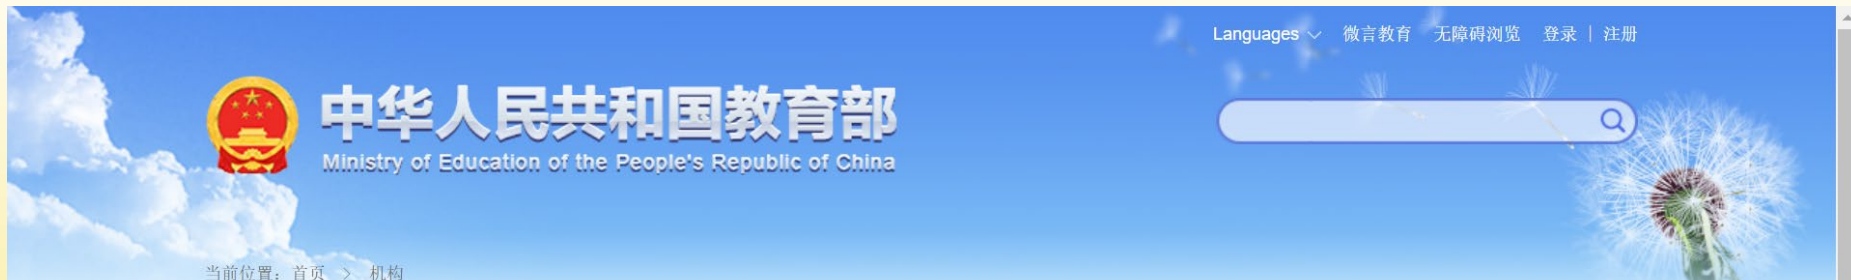 Languages 微言教育 无障碍浏览 登录 | 注册
中华人民共和国教育部
Ministry of Education of the People's Republic of China
当前位置：首页 > 机构